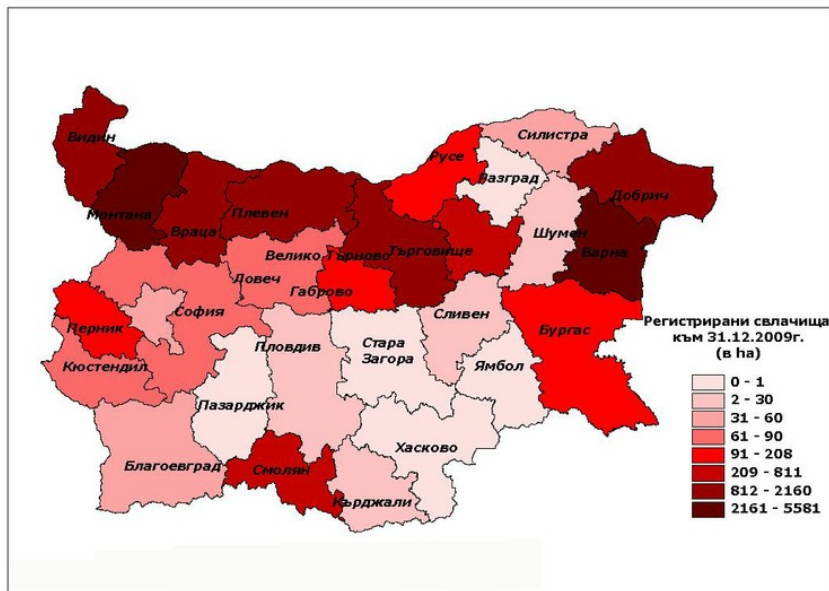 Силистра
Видин
Русе
Разград
Добрич
Монтана
Враца
Плевен
Шумен
Велико Търново
Търговище
Варна
Ловеч
Габрово
София
Перник
Сливен
Бургас
Стара
Загора
Пловдив
Кюстендил
Ямбол
Пазарджик
Хасково
Благоевград
Смолян
Кърджали
Регистрирани свлачища
към 31.12.2009г.
(в ha)
0 - 1
2 - 30
31 - 60
61 - 90
91 - 208
209 - 811
812 - 2160
2161 - 5581